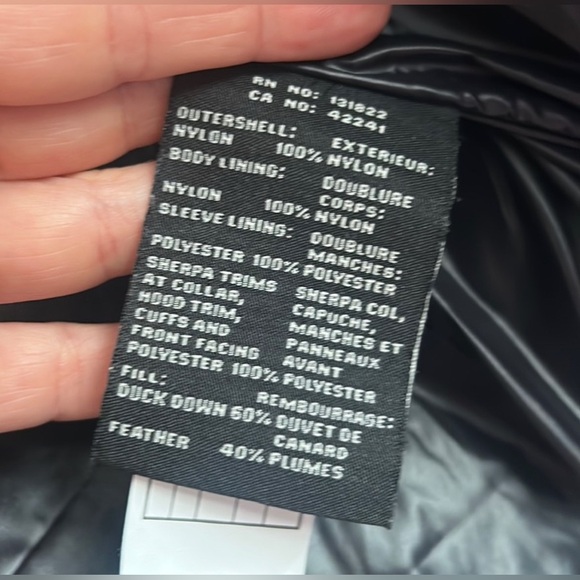 RN NO: 131822
CA NO: 42241
OUTERSHELL: EXTERIEUR:
NYLON 100% NYLON
BODY LINING: DOUBLURE
CORPS:
NYLON 100% NYLON
SLEEVE LINING: DOUBLURE
MANCHES:
POLYESTER 100% POLYESTER
SHERPA TRIMS SHERPA COL,
AT COLLAR, CAPUCHE,
HOOD TRIM, MANCHES ET
CUFFS AND PANNEAUX
FRONT FACING AVANT
POLYESTER 100% POLYESTER
FILL: REMBOURRAGE:
DUCK DOWN 60% DUVET DE
CANARD
FEATHER 40% PLUMES